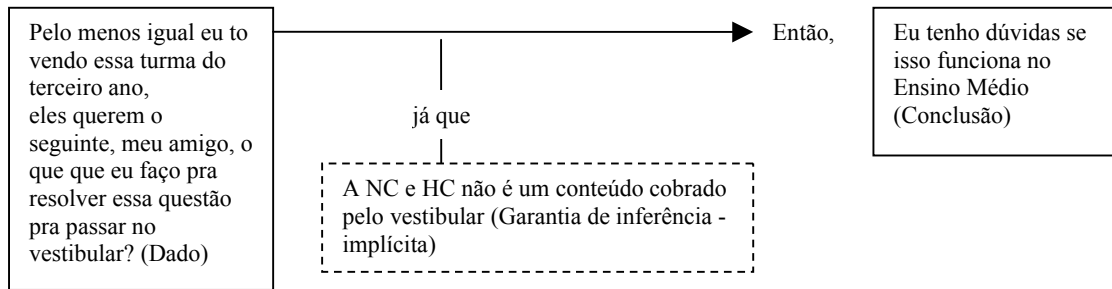 Pelo menos igual eu to
vendo essa turma do
terceiro ano,
eles querem o
seguinte, meu amigo, o
que que eu faço pra
resolver essa questão
pra passar no
vestibular? (Dado)
já que
A NC e HC não é um conteúdo cobrado
pelo vestibular (Garantia de inferência -
implícita)
Então,
Eu tenho dúvidas se
isso funciona no
Ensino Médio
(Conclusão)